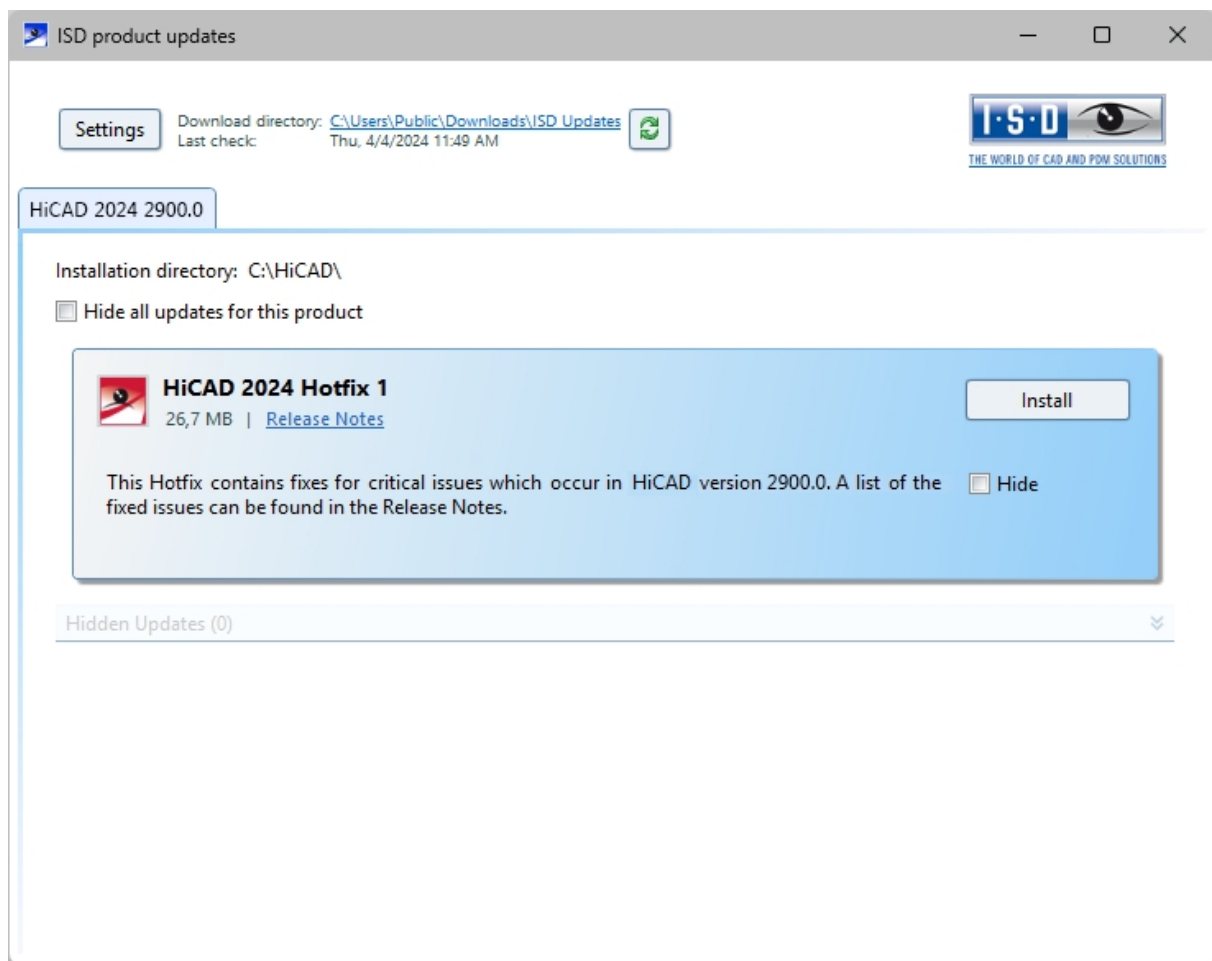 ISD product updates
Settings
Download directory: C:\Users\Public\Downloads\ISD Updates
Last check: Thu, 4/4/2024 11:49 AM
I·S·D
THE WORLD OF CAD AND PDM SOLUTIONS
HiCAD 2024 2900.0
Installation directory: C:\HiCAD\
Hide all updates for this product
HiCAD 2024 Hotfix 1
26,7 MB | Release Notes
Install
This Hotfix contains fixes for critical issues which occur in HiCAD version 2900.0. A list of the
fixed issues can be found in the Release Notes.
Hide
Hidden Updates (0)